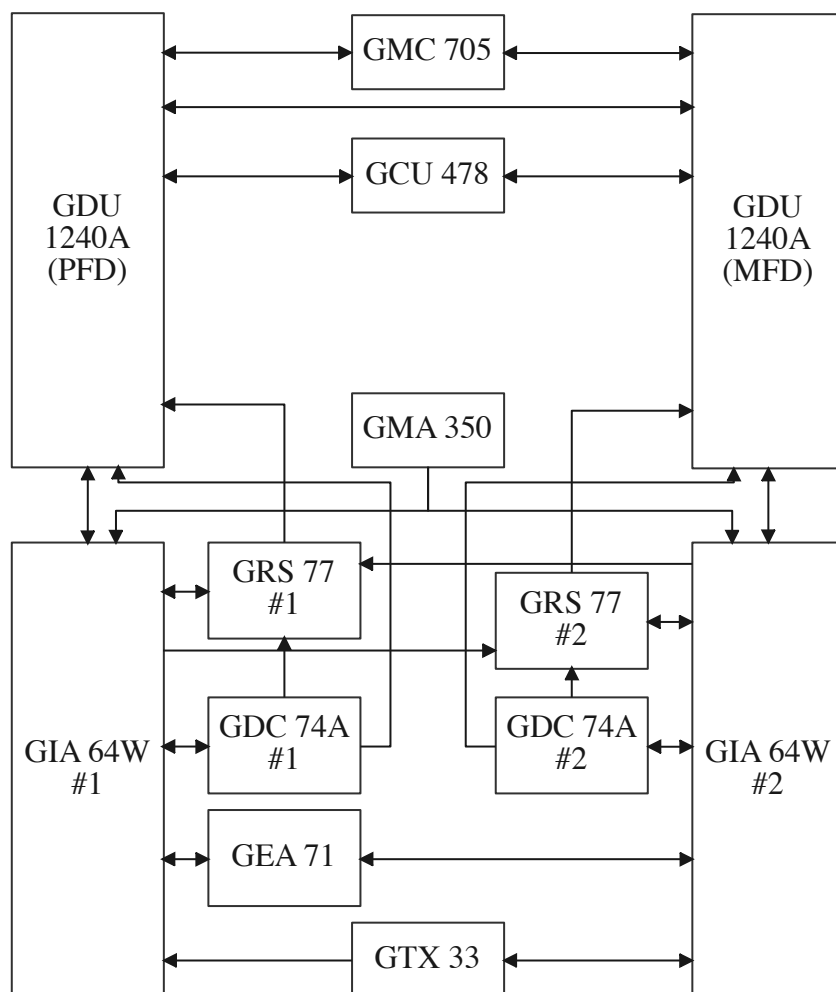 GMC 705
GCU 478
GDU
1240A
(PFD)
GDU
1240A
(MFD)
GMA 350
GRS 77
#1
GRS 77
#2
GIA 64W
#1
GDC 74A
#1
GDC 74A
#2
GIA 64W
#2
GEA 71
GTX 33